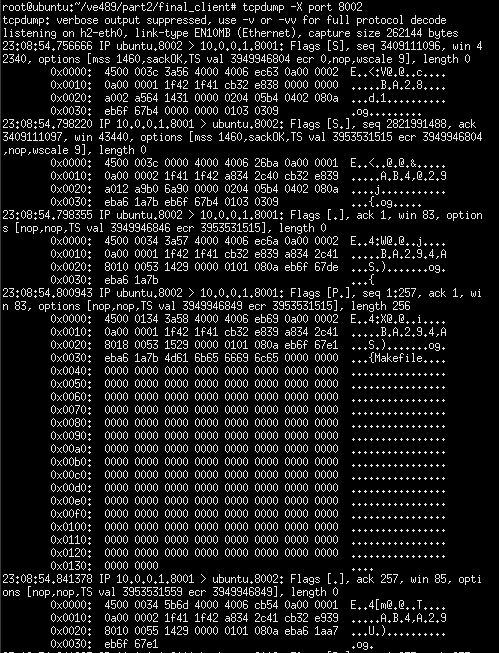 root@ubuntu:~/ve489/part2/final_client# tcpdump -X port 8002
tcpdump: verbose output suppressed, use -v or -vv for full protocol decode
listening on h2-eth0, link-type EN10MB (Ethernet), capture size 262144 bytes
23:08:54.756666 IP ubuntu.8002 > 10.0.0.1.8001: Flags [S], seq 3409111096, win 4
2340, options [mss 1460,sackOK,TS val 3949946804 ecr 0,nop,wscale 9], length 0
0x0000: 4500 003c 3a56 4000 4006 ec63 0a00 0002 E..<:V@.@..c....
0x0010: 0a00 0001 1f42 1f41 cb32 e838 0000 0000 .....B.A.2.8....
0x0020: a002 a564 1431 0000 0204 05b4 0402 080a ...d.1..........
0x0030: eb6f 67b4 0000 0000 0103 0309 .og.........
23:08:54.798220 IP 10.0.0.1.8001 > ubuntu.8002: Flags [S.], seq 2821991488, ack
3409111097, win 43440, options [mss 1460,sackOK,TS val 3953531515 ecr 3949946804
,nop,wscale 9], length 0
0x0000: 4500 003c 0000 4000 4006 26ba 0a00 0001 E..<..@.@.&.....
0x0010: 0a00 0002 1f41 1f42 a834 2c40 cb32 e839 .....A.B.4,@.2.9
0x0020: a012 a9b0 6a90 0000 0204 05b4 0402 080a ....j...........
0x0030: eba6 1a7b eb6f 67b4 0103 0309 ...{.og.....
23:08:54.798355 IP ubuntu.8002 > 10.0.0.1.8001: Flags [.], ack 1, win 83, option
s [nop,nop,TS val 3949946846 ecr 3953531515], length 0
0x0000: 4500 0034 3a57 4000 4006 ec6a 0a00 0002 E..4:W@.@..j....
0x0010: 0a00 0001 1f42 1f41 cb32 e839 a834 2c41 .....B.A.2.9.4,A
0x0020: 8010 0053 1429 0000 0101 080a eb6f 67de ...S.).......og.
0x0030: eba6 1a7b ...{
23:08:54.800943 IP ubuntu.8002 > 10.0.0.1.8001: Flags [P.], seq 1:257, ack 1, wi
n 83, options [nop,nop,TS val 3949946849 ecr 3953531515], length 256
0x0000: 4500 0134 3a58 4000 4006 eb69 0a00 0002 E..4:X@.@..i....
0x0010: 0a00 0001 1f42 1f41 cb32 e839 a834 2c41 .....B.A.2.9.4,A
0x0020: 8018 0053 1529 0000 0101 080a eb6f 67e1 ...S.).......og.
0x0030: eba6 1a7b 4d61 6b65 6669 6c65 0000 0000 ...{Makefile....
0x0040: 0000 0000 0000 0000 0000 0000 0000 0000 ................
0x0050: 0000 0000 0000 0000 0000 0000 0000 0000 ................
0x0060: 0000 0000 0000 0000 0000 0000 0000 0000 ................
0x0070: 0000 0000 0000 0000 0000 0000 0000 0000 ................
0x0080: 0000 0000 0000 0000 0000 0000 0000 0000 ................
0x0090: 0000 0000 0000 0000 0000 0000 0000 0000 ................
0x00a0: 0000 0000 0000 0000 0000 0000 0000 0000 ................
0x00b0: 0000 0000 0000 0000 0000 0000 0000 0000 ................
0x00c0: 0000 0000 0000 0000 0000 0000 0000 0000 ................
0x00d0: 0000 0000 0000 0000 0000 0000 0000 0000 ................
0x00e0: 0000 0000 0000 0000 0000 0000 0000 0000 ................
0x00f0: 0000 0000 0000 0000 0000 0000 0000 0000 ................
0x0100: 0000 0000 0000 0000 0000 0000 0000 0000 ................
0x0110: 0000 0000 0000 0000 0000 0000 0000 0000 ................
0x0120: 0000 0000 0000 0000 0000 0000 0000 0000 ................
0x0130: 0000 0000 ....
23:08:54.841378 IP 10.0.0.1.8001 > ubuntu.8002: Flags [.], ack 257, win 85, opti
ons [nop,nop,TS val 3953531559 ecr 3949946849], length 0
0x0000: 4500 0034 5b6d 4000 4006 cb54 0a00 0001 E..4[m@.@..T....
0x0010: 0a00 0002 1f41 1f42 a834 2c41 cb32 e939 .....A.B.4,A.2.9
0x0020: 8010 0055 1429 0000 0101 080a eba6 1aa7 ...U.)..........
0x0030: eb6f 67e1 .og.